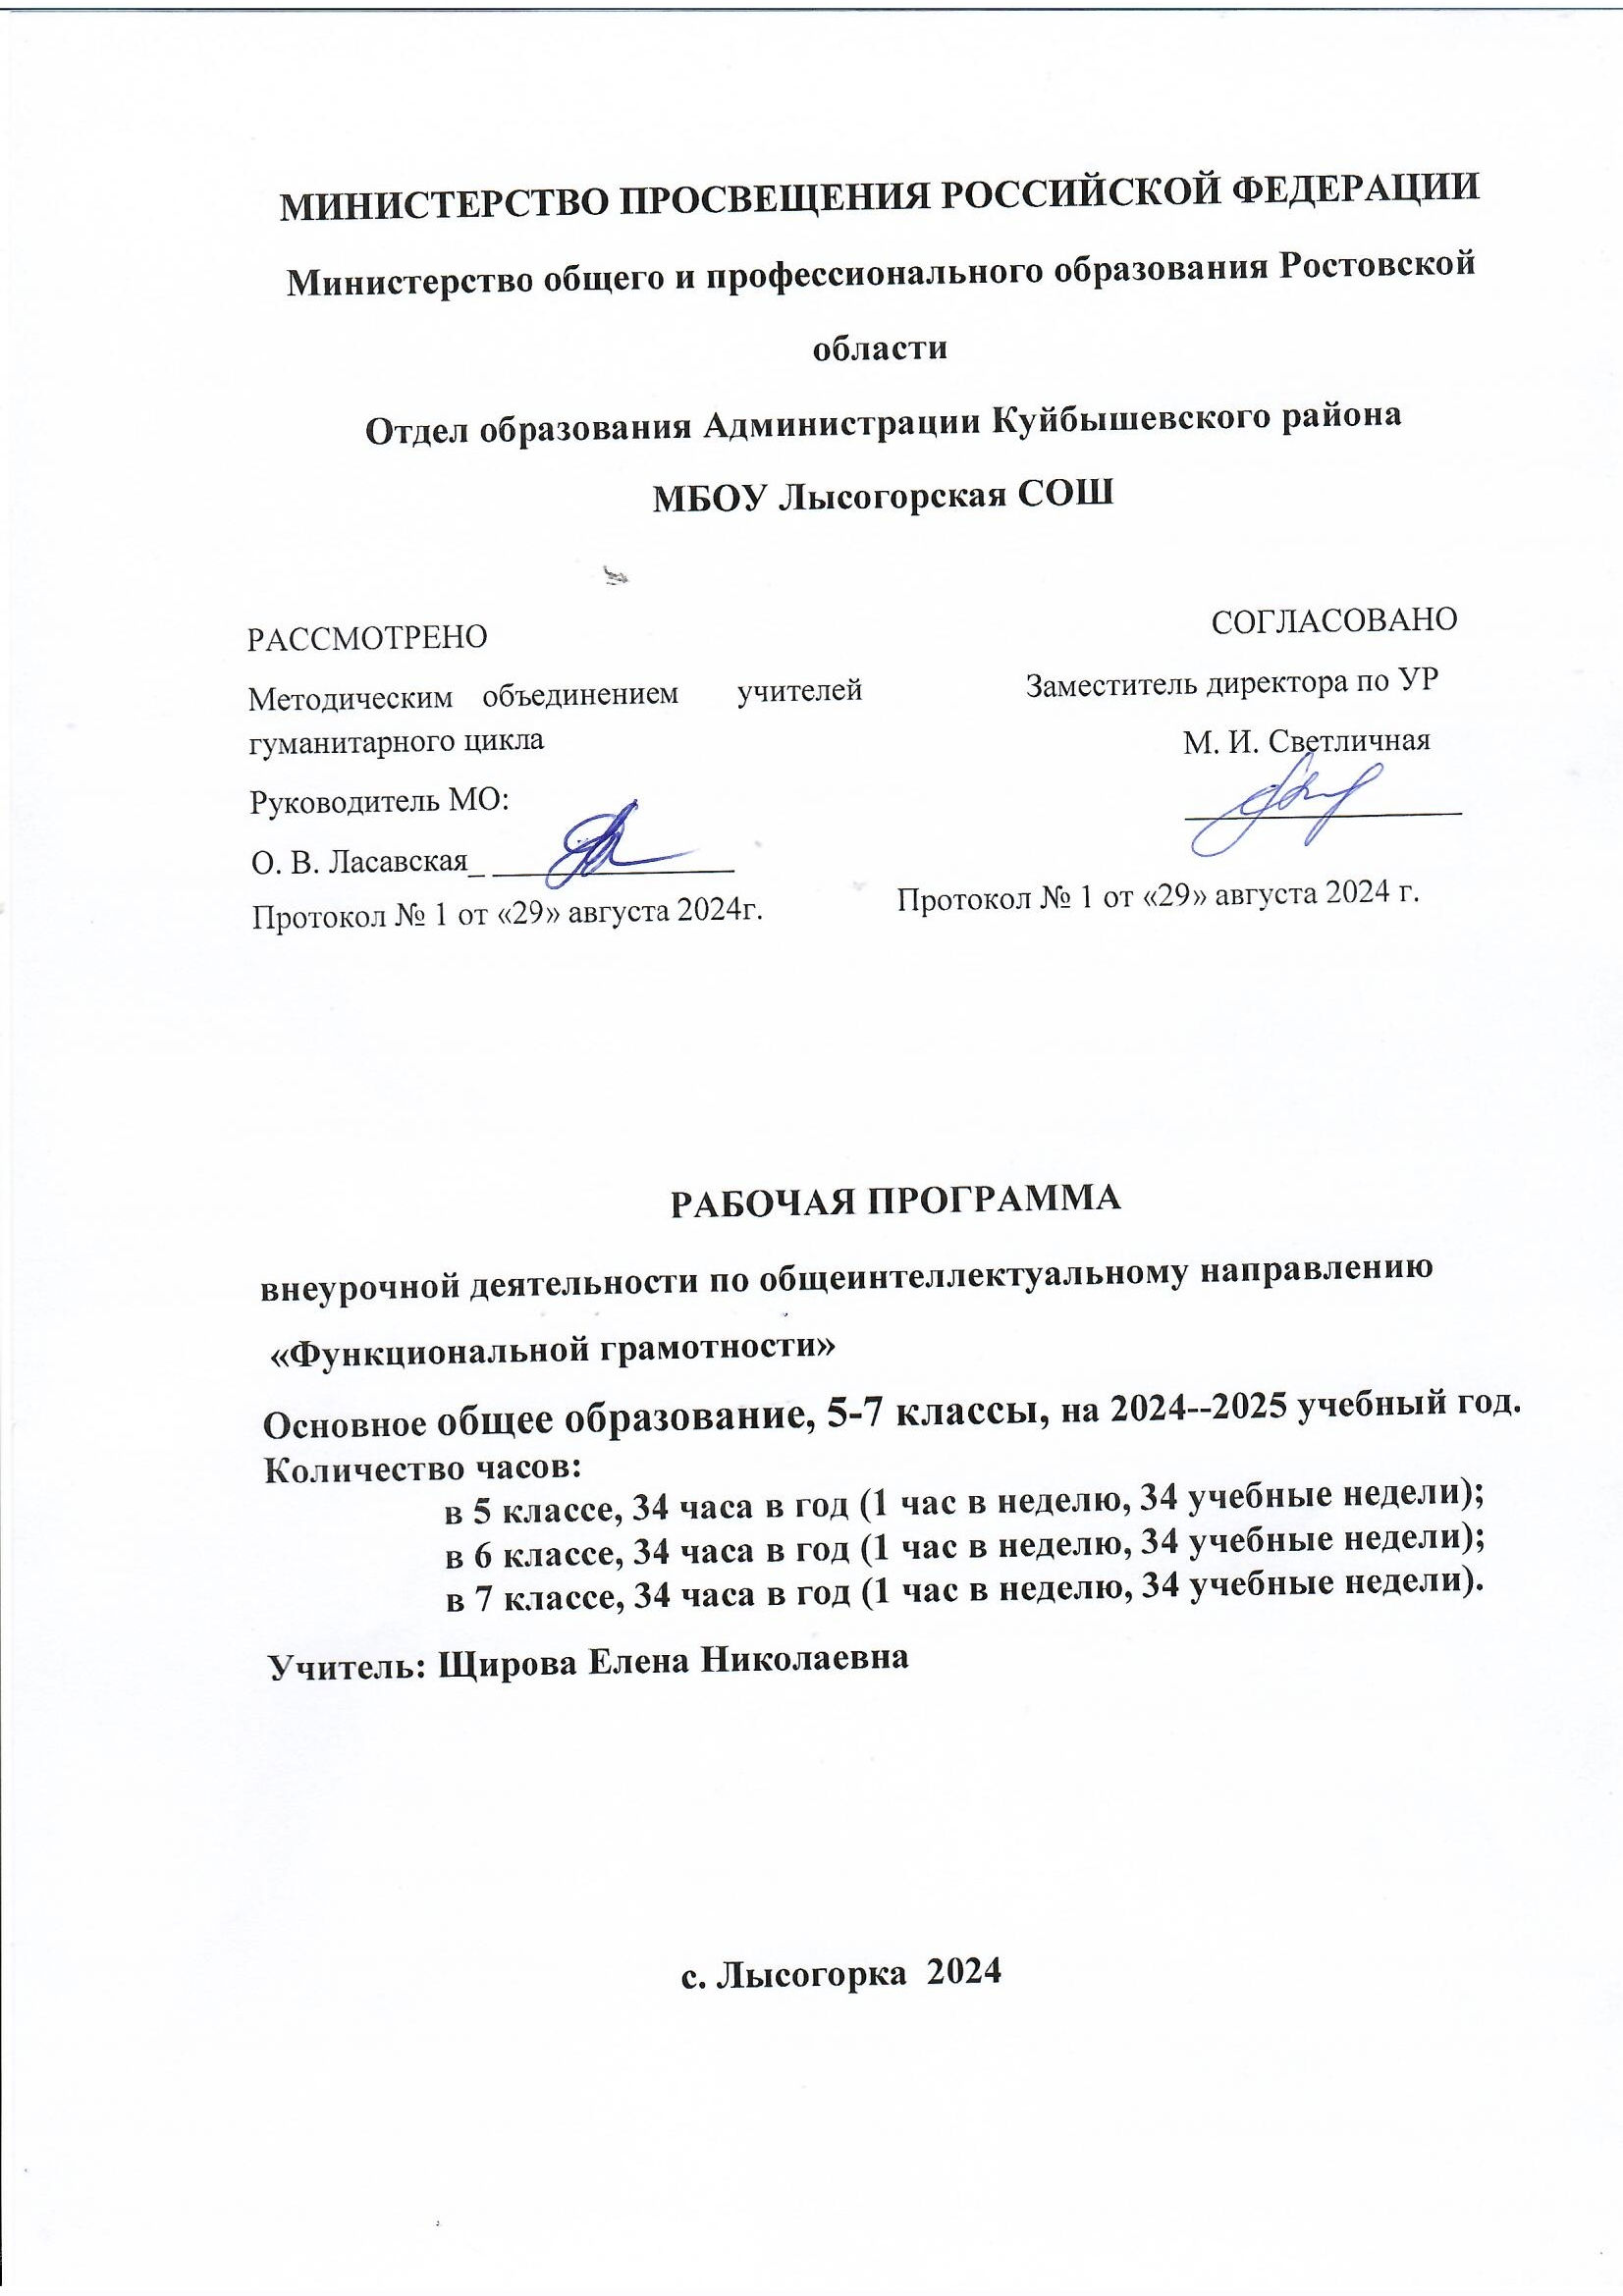 МИНИСТЕРСТВО ПРОСВЕЩЕНИЯ РОССИЙСКОЙ ФЕДЕРАЦИИ
Министерство общего и профессионального образования Ростовской
области
Отдел образования Администрации Куйбышевского района
МБОУ Лысогорская СОШ
РАССМОТРЕНО
Методическим объединением учителей
гуманитарного цикла
Руководитель МО:
О. В. Ласавская_ _______________
Протокол № 1 от «29» августа 2024г.
СОГЛАСОВАНО
Заместитель директора по УР
М. И. Светличная
_________________
Протокол № 1 от «29» августа 2024 г.
РАБОЧАЯ ПРОГРАММА
внеурочной деятельности по общеинтеллектуальному направлению
«Функциональной грамотности»
Основное общее образование, 5-7 классы, на 2024--2025 учебный год.
Количество часов:
в 5 классе, 34 часа в год (1 час в неделю, 34 учебные недели);
в 6 классе, 34 часа в год (1 час в неделю, 34 учебные недели);
в 7 классе, 34 часа в год (1 час в неделю, 34 учебные недели).
Учитель: Щирова Елена Николаевна
с. Лысогорка 2024